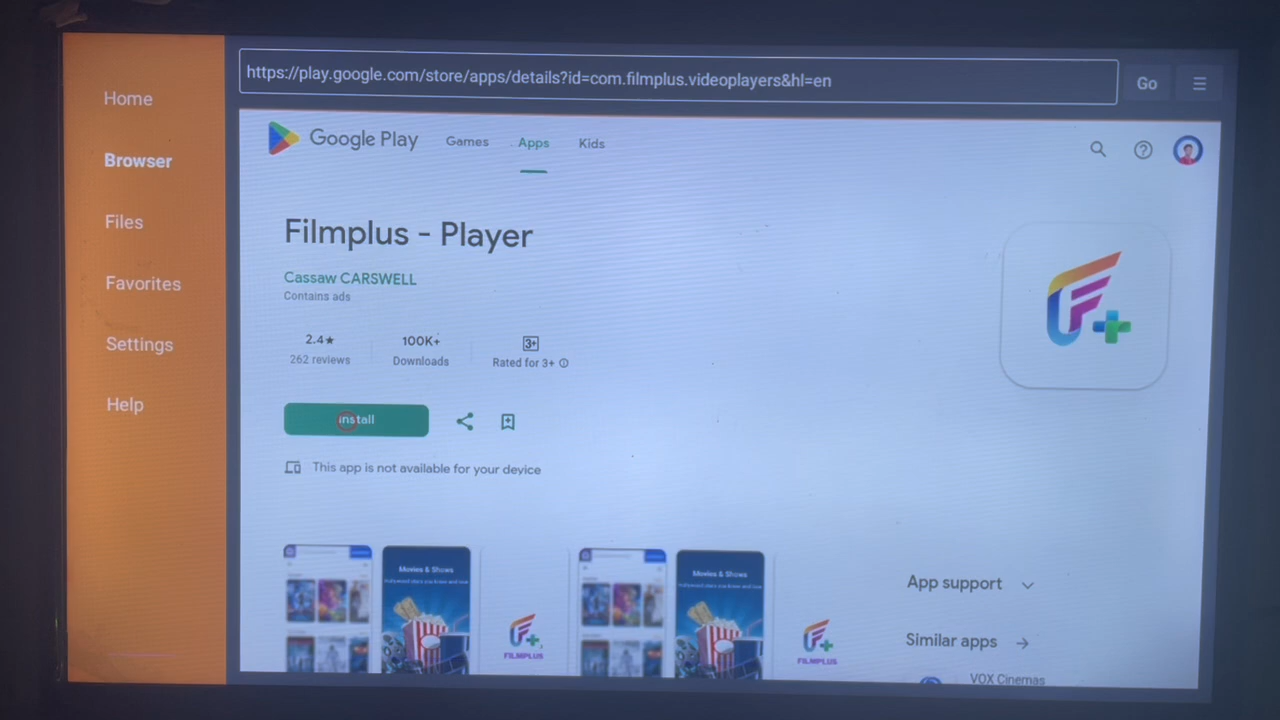 https://play.google.com/store/apps/details?id=com.filmplus.videoplayers&hl=en
Go
Home
Browser
Files
Favorites
Settings
Help
Google Play
Games
Apps
Kids
Filmplus - Player
Cassaw CARSWELL
Contains ads
2.4★
262 reviews
100K+
Downloads
3+
Rated for 3+
Install
This app is not available for your device
Movies & Shows
FILMPLUS
Movies & Shows
FILMPLUS
App support
Similar apps
VOX Cinemas